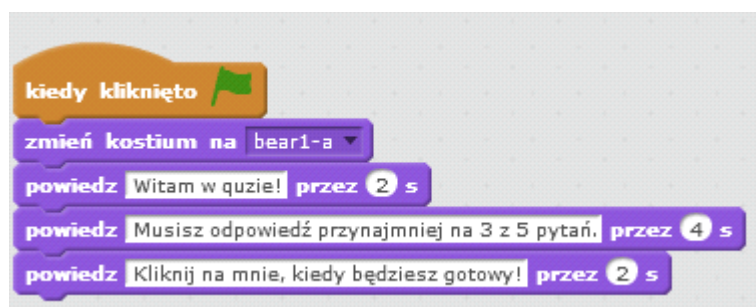 kiedy kliknięto
zmień kostium na bear1-a
powiedz Witam w quzie! przez 2 s
powiedz Musisz odpowiedź przynajmniej na 3 z 5 pytań. przez 4 s
powiedz Kliknij na mnie, kiedy będziesz gotowy! przez 2 s